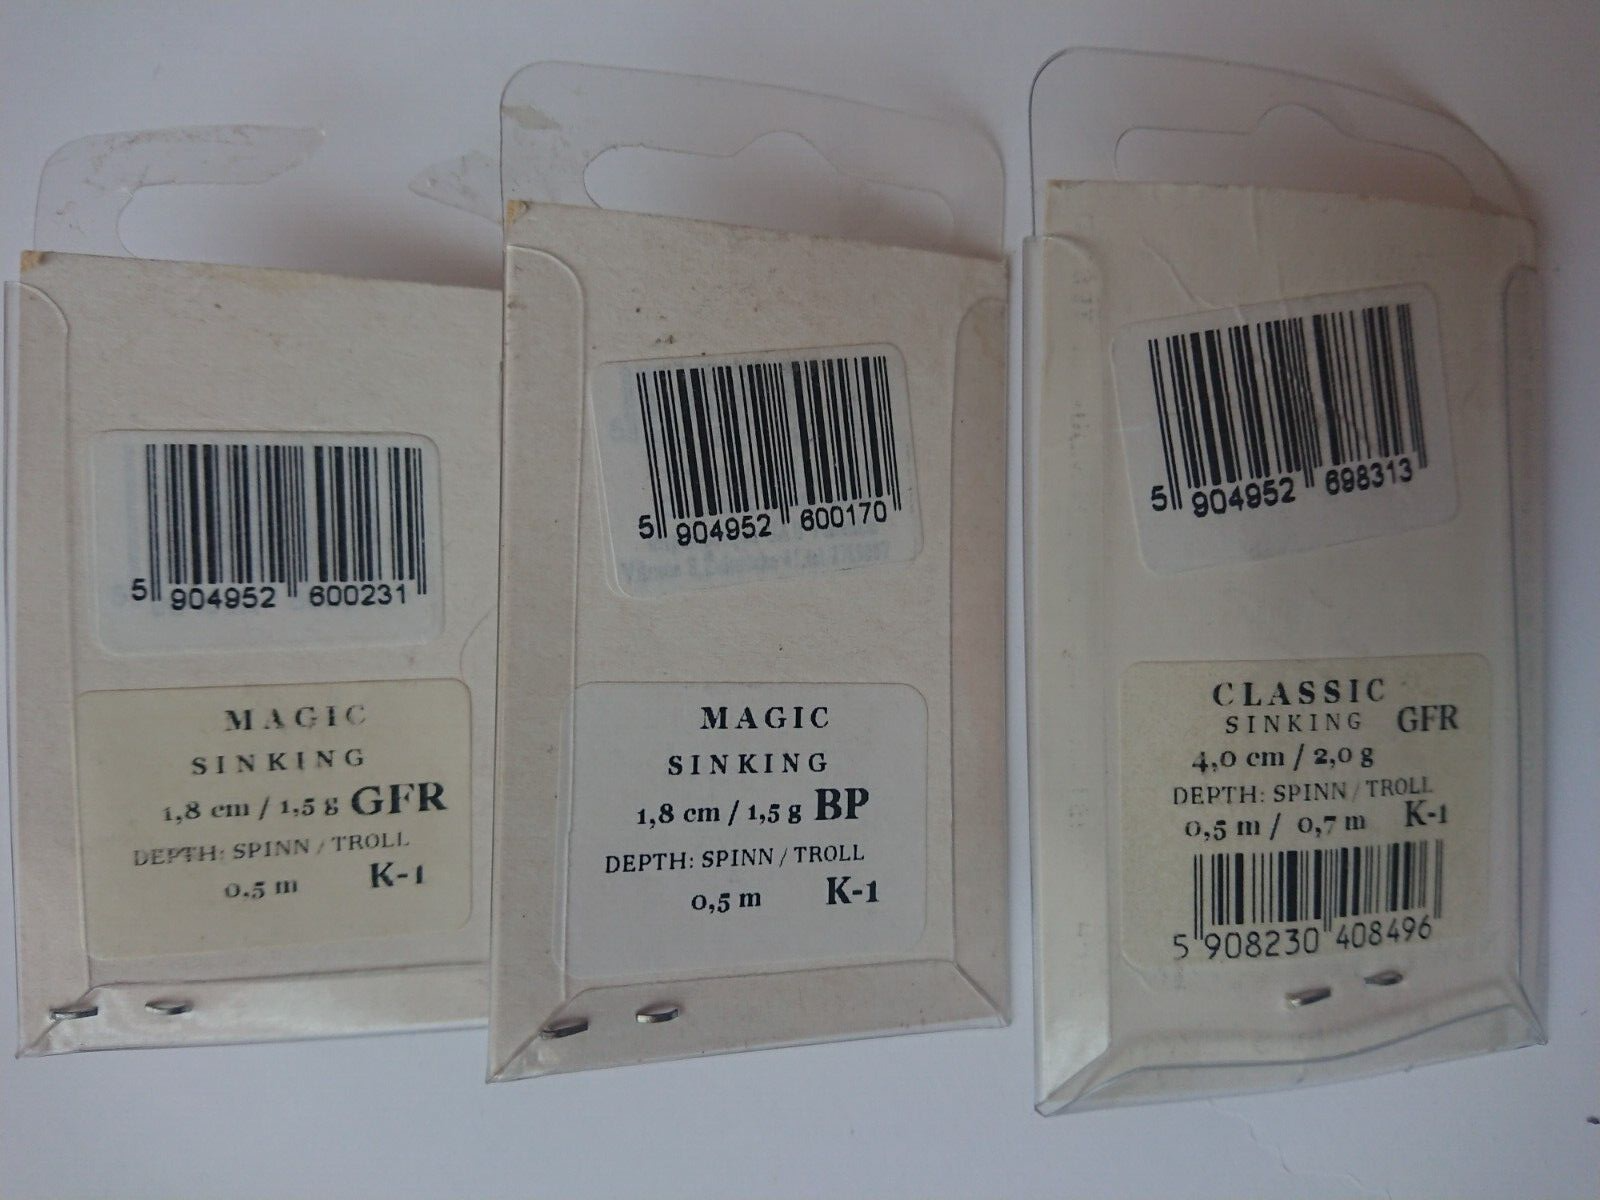 5 904952 600231
MAGIC
SINKING
1,8 cm / 1,5 g GFR
DEPTH: SPINN / TROLL
0,5 m K-1
5 904952 600170
MAGIC
SINKING
1,8 cm / 1,5 g BP
DEPTH: SPINN / TROLL
0,5 m K-1
5 904952 698313
CLASSIC
SINKING GFR
4,0 cm / 2,0 g
DEPTH: SPINN / TROLL
0,5 m / 0,7 m K-1
5 908230 408496